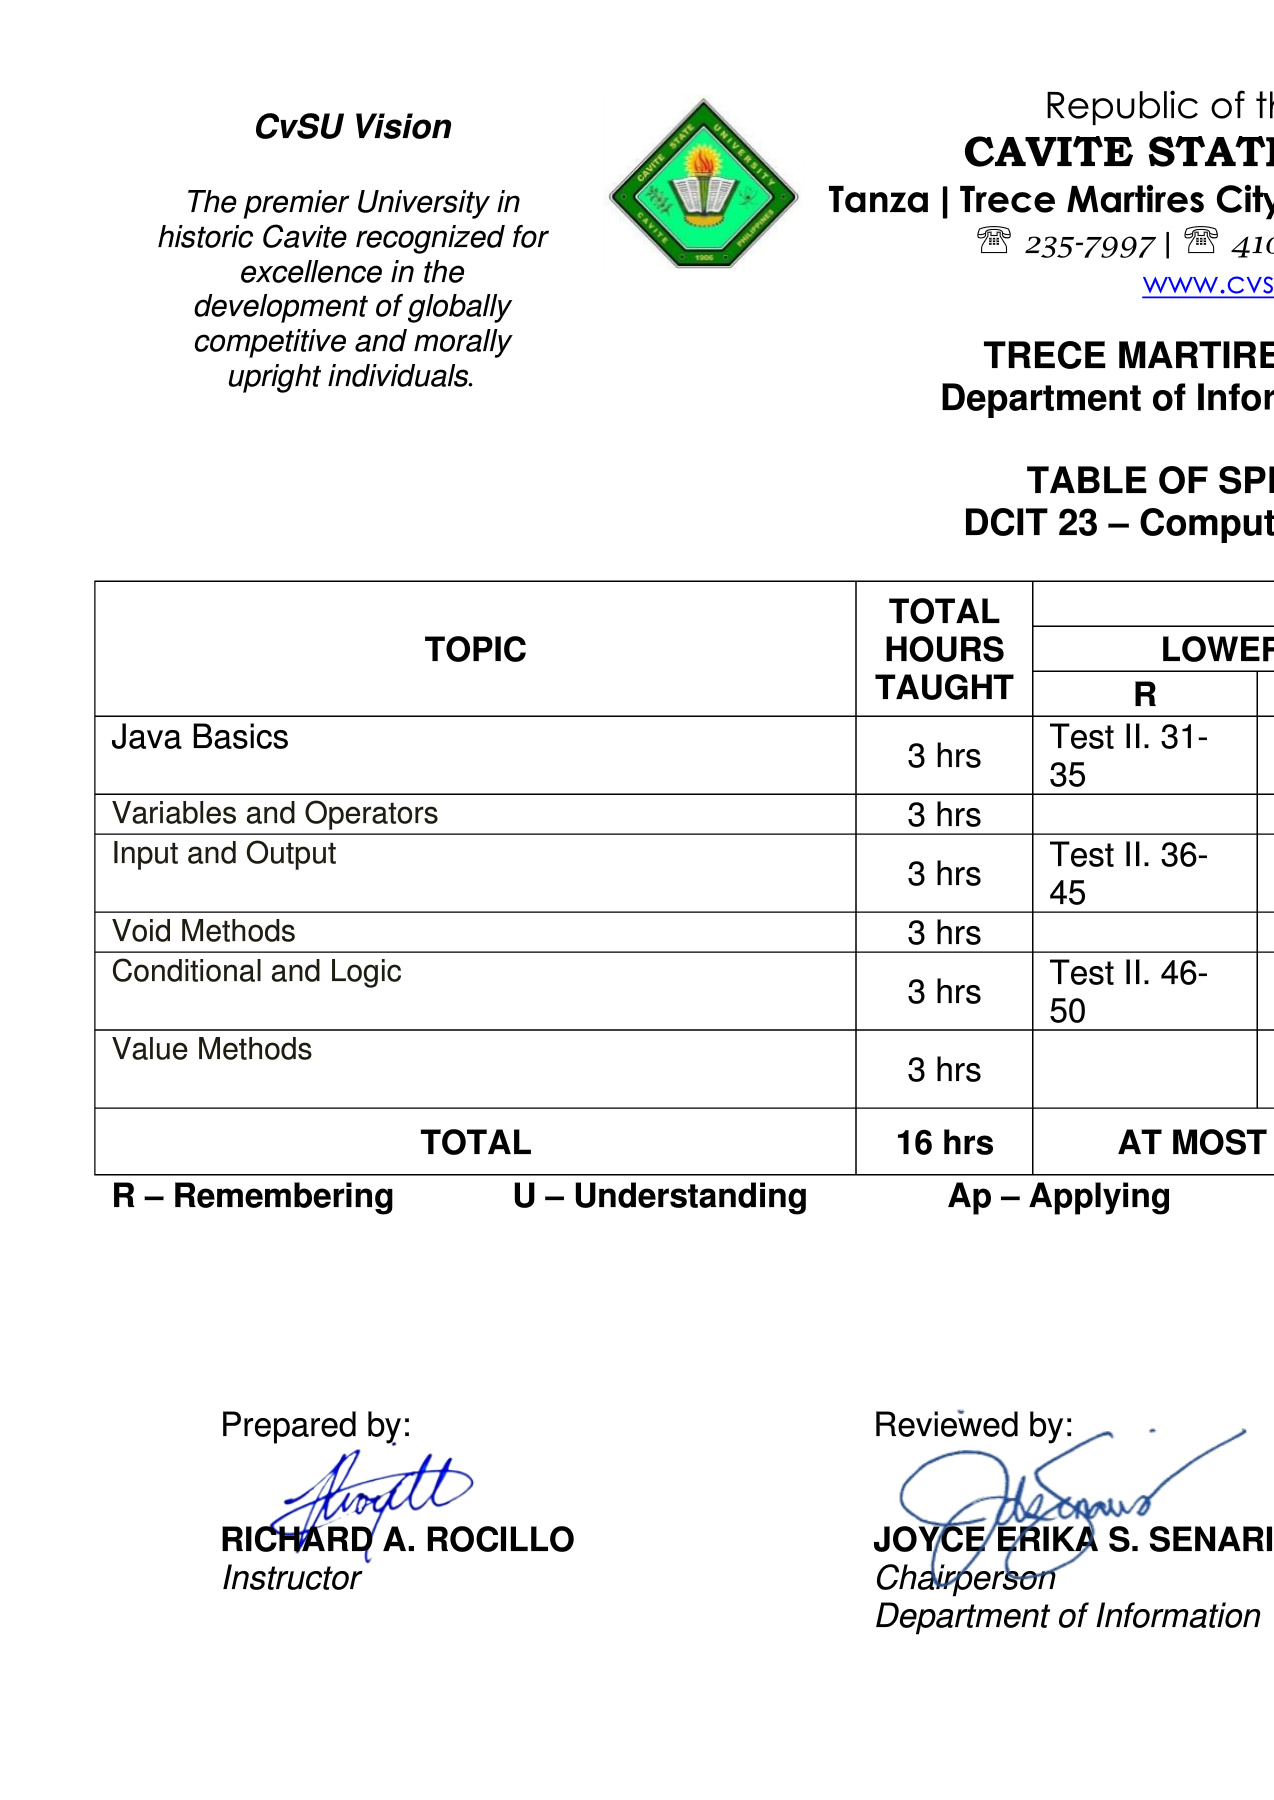 CvSU Vision
The premier University in
historic Cavite recognized for
excellence in the
development of globally
competitive and morally
upright individuals.
CAVITE STATE UNIVERSITY
CAVITE
PHILIPPINES
1906
Republic of th
CAVITE STATE
Tanza | Trece Martires City
☏ 235-7997 | ☏ 410
www.cvs
TRECE MARTIRE
Department of Infor
TABLE OF SPE
DCIT 23 – Comput
TOPIC
TOTAL
HOURS
TAUGHT
LOWER
R
Java Basics
3 hrs
Test II. 31-
35
Variables and Operators
3 hrs
Input and Output
3 hrs
Test II. 36-
45
Void Methods
3 hrs
Conditional and Logic
3 hrs
Test II. 46-
50
Value Methods
3 hrs
TOTAL
16 hrs
AT MOST
R – Remembering U – Understanding Ap – Applying
Prepared by:
RICHARD A. ROCILLO
Instructor
Reviewed by:
JOYCE ERIKA S. SENARI
Chairperson
Department of Information